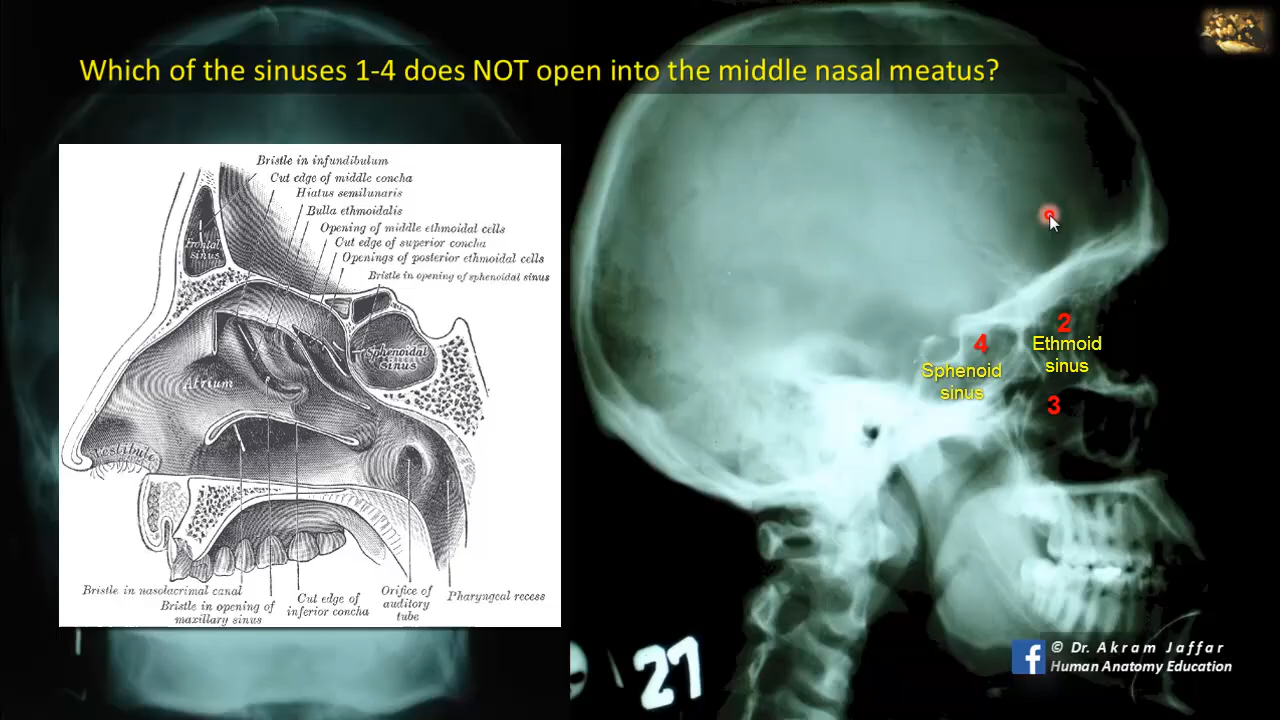 Which of the sinuses 1-4 does NOT open into the middle nasal meatus?
Bristle in infundibulum
Cut edge of middle concha
Hiatus semilunaris
Bulla ethmoidalis
Opening of middle ethmoidal cells
Cut edge of superior concha
Openings of posterior ethmoidal cells
Bristle in opening of sphenoidal sinus
Frontal
sinus
Sphenoidal
sinus
Atrium
Vestibule
Bristle in nasolacrimal canal
Bristle in opening of
maxillary sinus
Cut edge of
inferior concha
Orifice of
auditory
tube
Pharyngeal recess
2
Ethmoid
sinus
4
Sphenoid
sinus
3
27
f
© Dr. Akram Jaffar
Human Anatomy Education